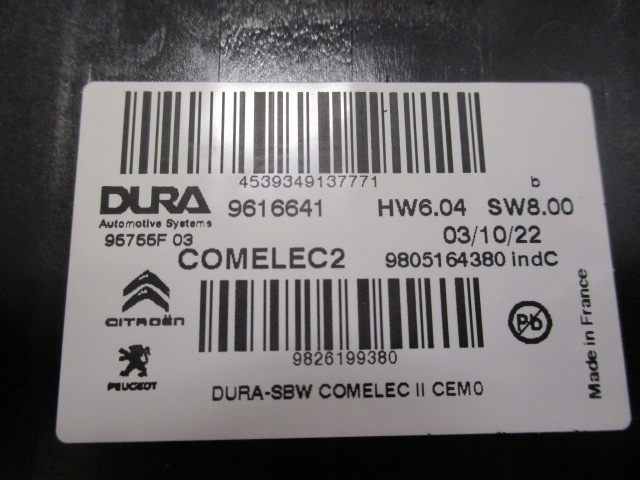 4539349137771 b
DURA 9616641 HW6.04 SW8.00
Automotive Systems
95755F 03 03/10/22
COMELEC2 9805164380 indC
CITROËN
Pb
9826199380
PEUGEOT
DURA-SBW COMELEC II CEM0
Made in France